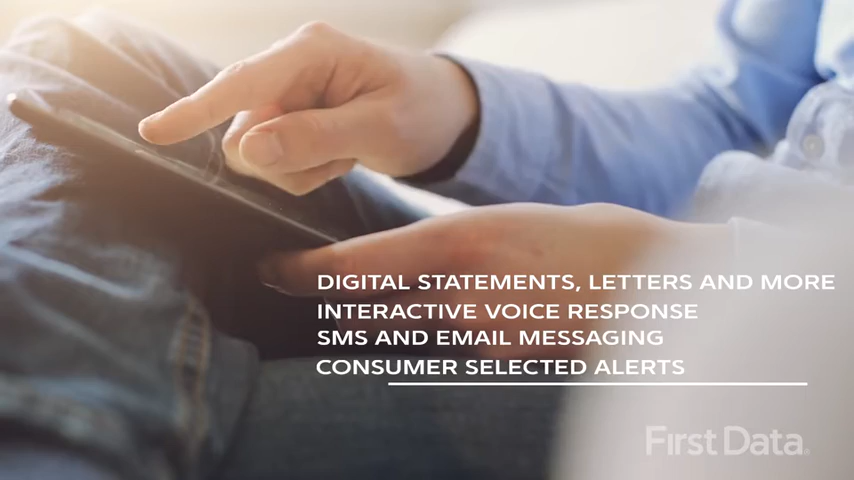 DIGITAL STATEMENTS, LETTERS AND MORE
INTERACTIVE VOICE RESPONSE
SMS AND EMAIL MESSAGING
CONSUMER SELECTED ALERTS
First Data.